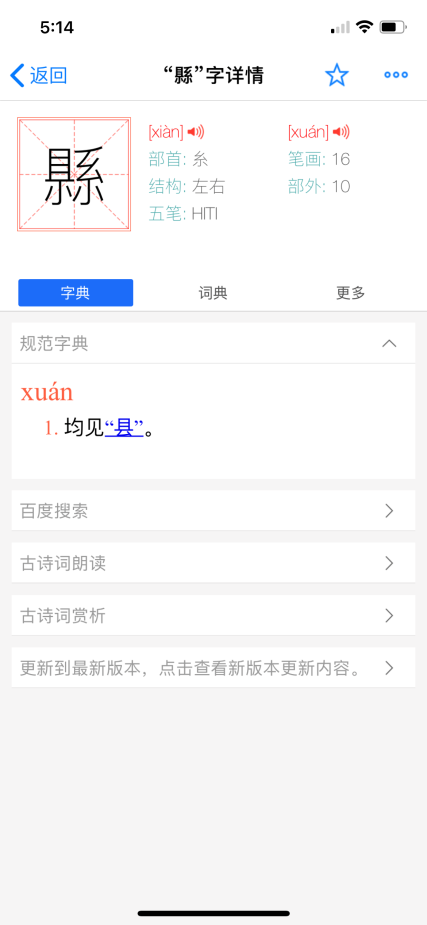 5:14
返回
“縣”字详情
縣
[xiàn] [xuán]
部首: 糸 笔画: 16
结构: 左右 部外: 10
五笔: HITI
字典 词典 更多
规范字典
xuán
1. 均见“县”。
百度搜索
古诗词朗读
古诗词赏析
更新到最新版本，点击查看新版本更新内容。